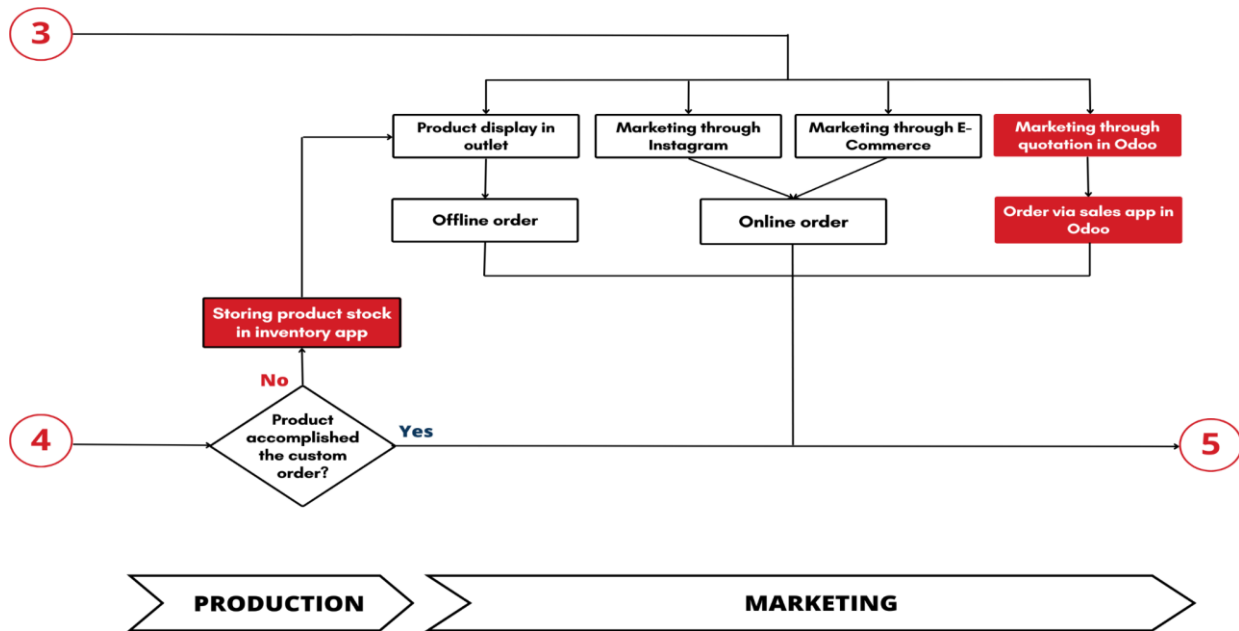 3
Product display in
outlet
Marketing through
Instagram
Marketing through E-
Commerce
Marketing through
quotation in Odoo
Offline order
Online order
Order via sales app in
Odoo
Storing product stock
in inventory app
No
4
Product
accomplished
the custom
order?
Yes
5
PRODUCTION
MARKETING